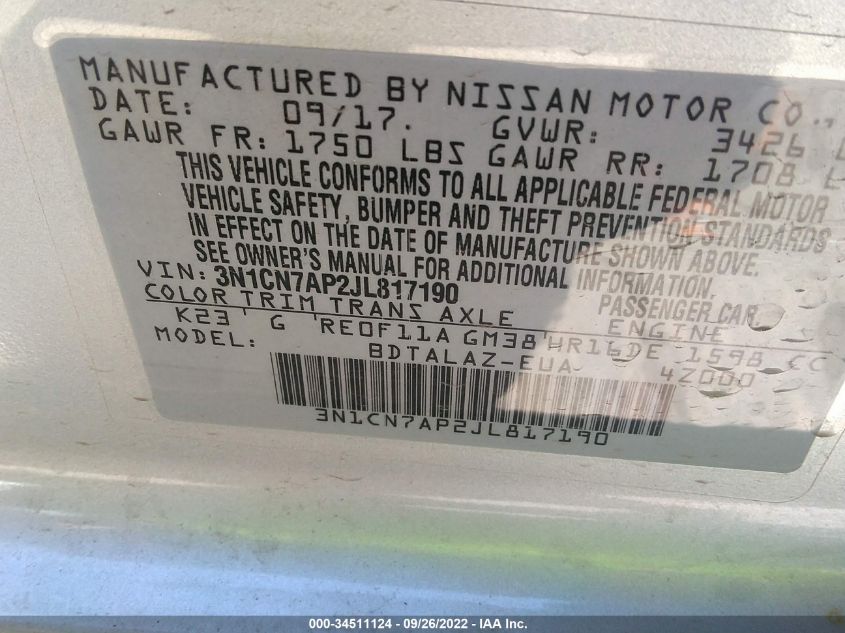 MANUFACTURED BY NISSAN MOTOR CO.,
DATE: 09/17. GVWR: 3426 L
GAWR FR: 1750 LBS GAWR RR: 1708 L
THIS VEHICLE CONFORMS TO ALL APPLICABLE FEDERAL MOTOR
VEHICLE SAFETY, BUMPER AND THEFT PREVENTION STANDARDS
IN EFFECT ON THE DATE OF MANUFACTURE SHOWN ABOVE.
SEE OWNER'S MANUAL FOR ADDITIONAL INFORMATION.
VIN: 3N1CN7AP2JL817190 PASSENGER CAR
COLOR TRIM TRANS AXLE ENGINE
K23 G RE0F11A GM38 HR16DE 1598 CC
MODEL: BDTALAZ-EUA 4Z000
3N1CN7AP2JL817190
000-34511124 - 09/26/2022 - IAA Inc.